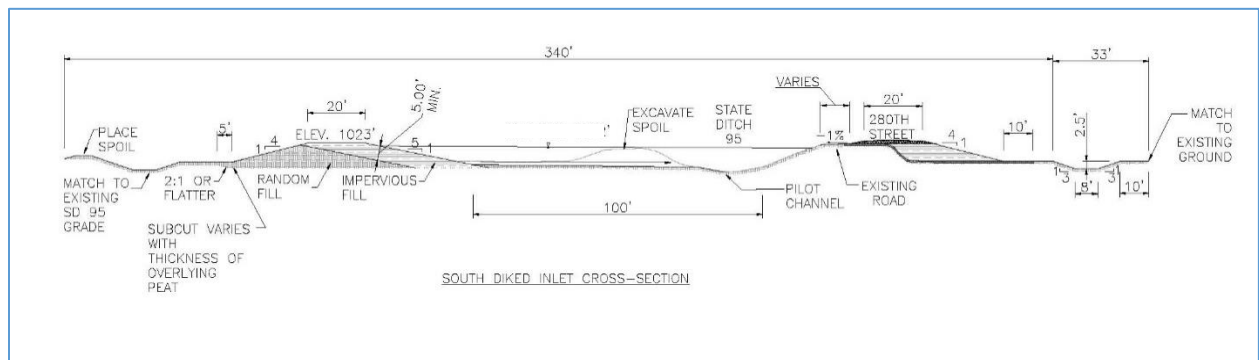 340'
33'
VARIES
20'
5.00'
MIN.
20'
5'
PLACE
SPOIL
4
1
ELEV. 1023'
5
1
EXCAVATE
SPOIL
STATE
DITCH
95
1%
280TH
STREET
4
1
10'
2.5'
MATCH
TO
EXISTING
GROUND
MATCH TO
EXISTING
SD 95
GRADE
2:1 OR
FLATTER
RANDOM
FILL
IMPERVIOUS
FILL
PILOT
CHANNEL
EXISTING
ROAD
1
3
8'
3
1
10'
100'
SUBCUT VARIES
WITH
THICKNESS OF
OVERLYING
PEAT
SOUTH DIKED INLET CROSS-SECTION